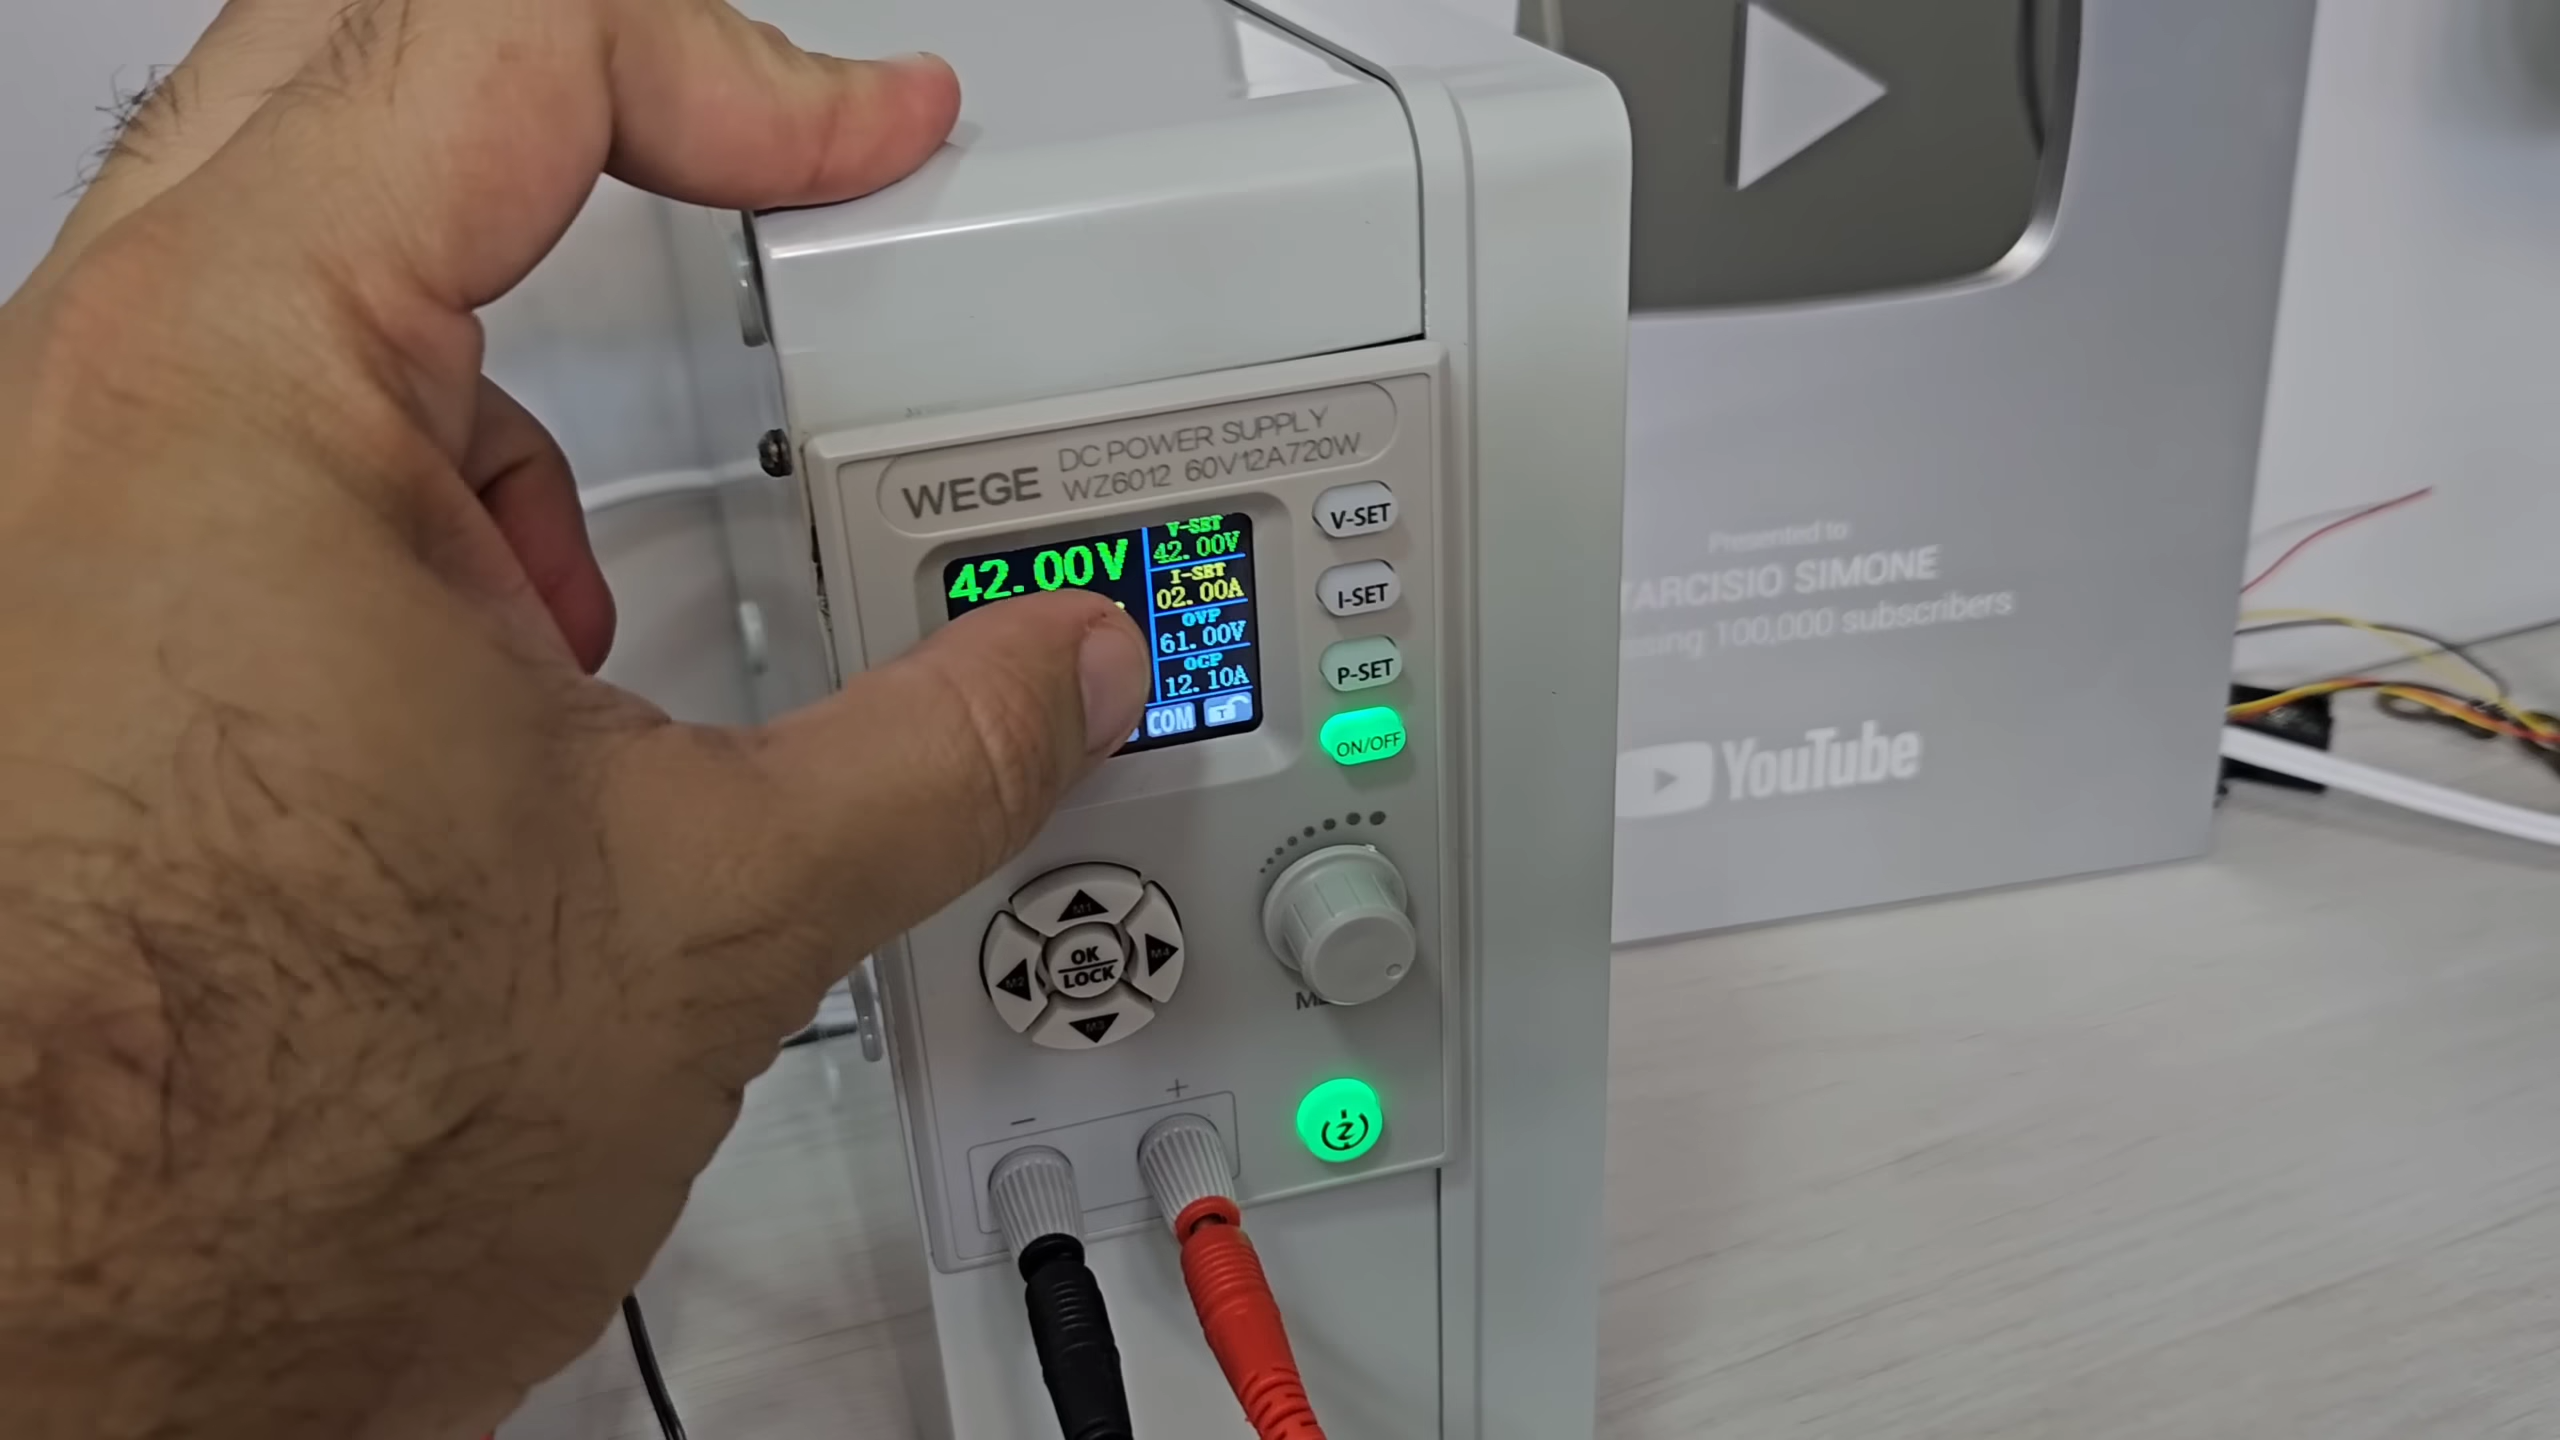 WEGE
DC POWER SUPPLY
WZ6012 60V12A720W
42.00V
V-SET
42.00V
I-SET
02.00A
OVP
61.00V
OCP
12.10A
COM
V-SET
I-SET
P-SET
ON/OFF
M1
M2
OK
LOCK
M4
M3
−
+
Presented to
TARCISIO SIMONE
100,000 subscribers
YouTube